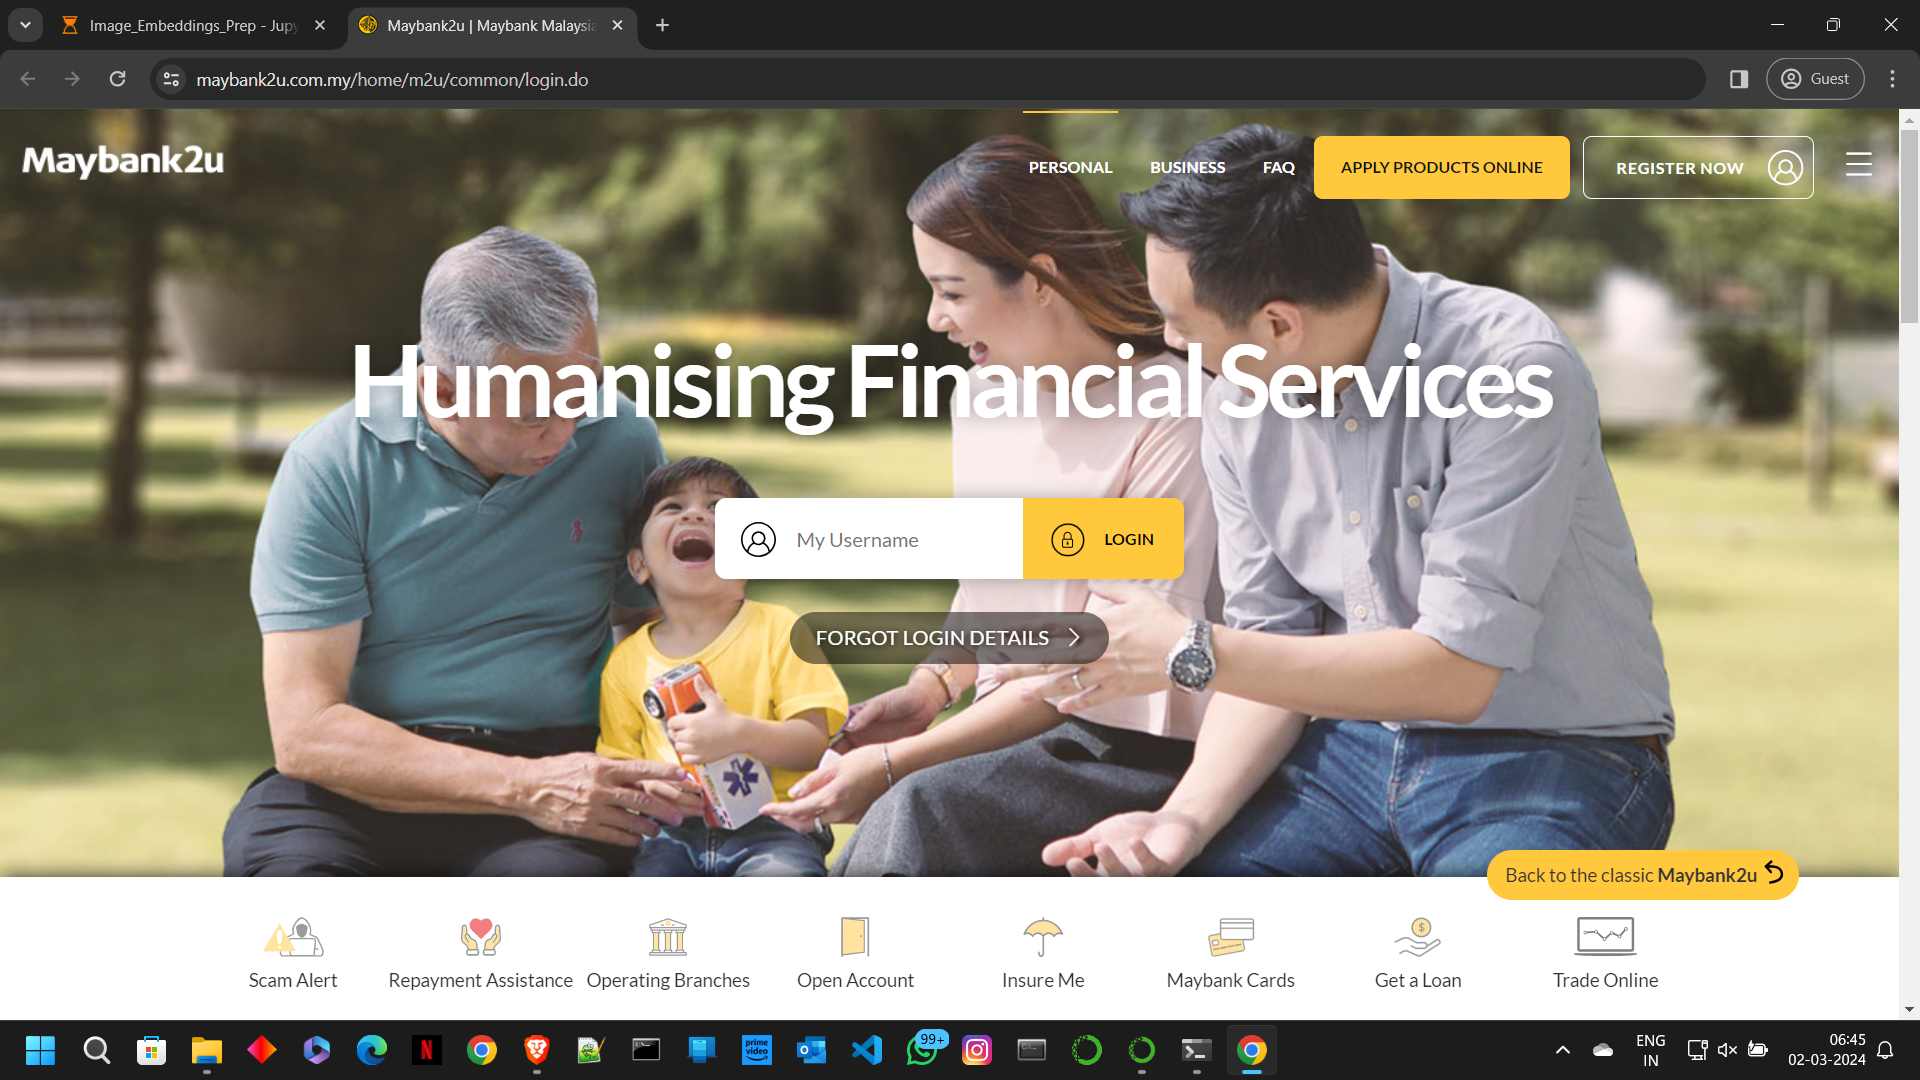 Image_Embeddings_Prep - Jupy
Maybank2u | Maybank Malaysia
maybank2u.com.my/home/m2u/common/login.do
Guest
Maybank2u
PERSONAL
BUSINESS
FAQ
APPLY PRODUCTS ONLINE
REGISTER NOW
Humanising Financial Services
My Username
LOGIN
FORGOT LOGIN DETAILS
Back to the classic Maybank2u
Scam Alert
Repayment Assistance
Operating Branches
Open Account
Insure Me
Maybank Cards
Get a Loan
Trade Online
prime video
99+
ENG
IN
06:45
02-03-2024